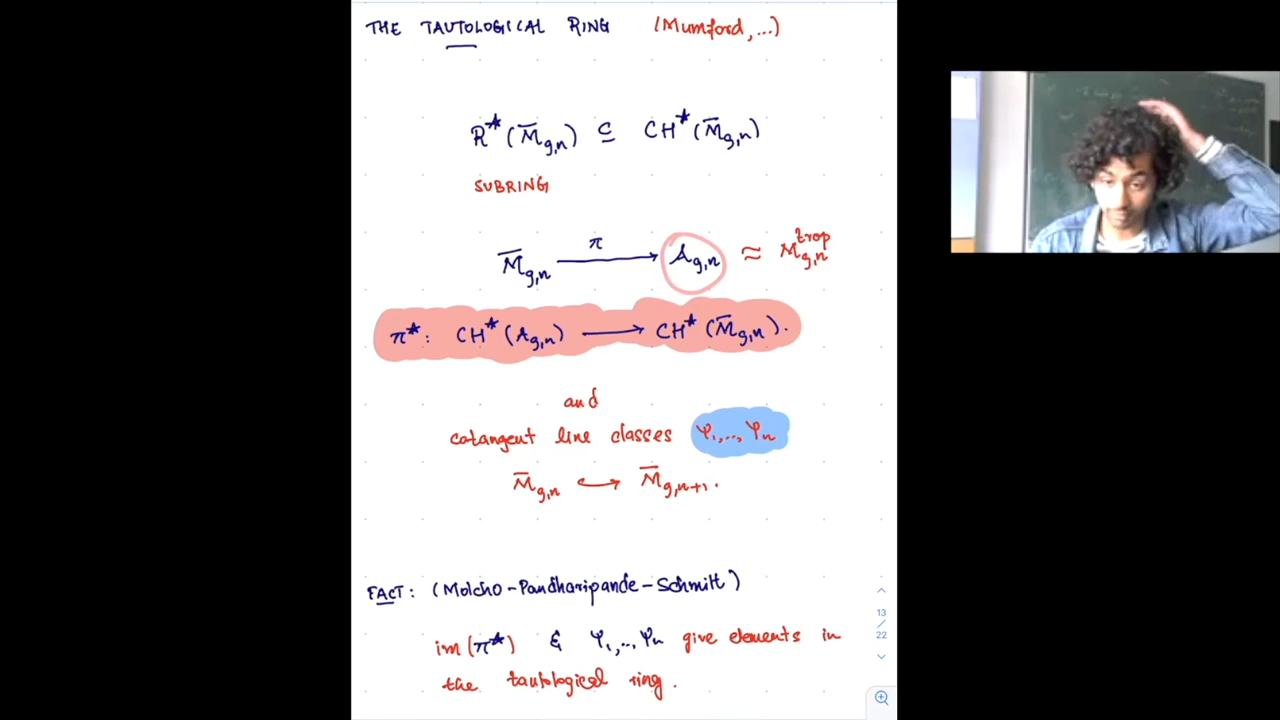 THE TAUTOLOGICAL RING (Mumford,...)
R*(M̄g,n) ⊆ CH*(M̄g,n)
SUBRING
M̄g,n —π→ Ag,n ≈ Mg,n^trop
π*: CH*(Ag,n) → CH*(M̄g,n).
and
cotangent line classes ψ1,..,ψn
M̄g,n ↪ M̄g,n+1.
FACT: (Molcho-Pandharipande-Schmitt)
im(π*) & ψ1,..,ψn give elements in
the tautological ring.
13
/
22